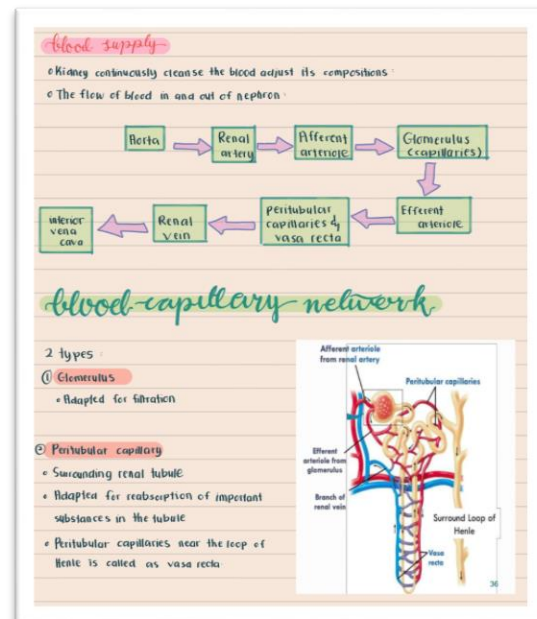 blood supply
o Kidney continuously cleanse the blood adjust its compositions
o The flow of blood in and out of nephron
Aorta
Renal
artery
Afferent
arteriole
Glomerulus
(capillaries)
Efferent
arteriole
peritubular
capillaries &
vasa recta
Renal
vein
inferior
vena
cava
blood capillary network
2 types :
① Glomerulus
• Adapted for filtration
② Peritubular capillary
• Surrounding renal tubule
• Adapted for reabsorption of important
substances in the tubule
• Peritubular capillaries near the loop of
Henle is called as vasa recta
Afferent arteriole
from renal artery
Peritubular capillaries
Efferent
arteriole from
glomerulus
Branch of
renal vein
Surround Loop of
Henle
Vasa
recta
36